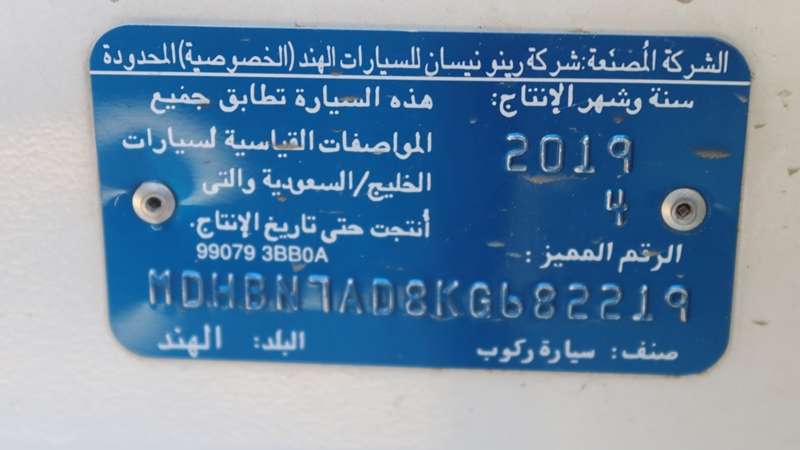 الشركة المُصنّعة: شركة رينو نيسان للسيارات الهند (الخصوصية) المحدودة
سنة وشهر الإنتاج:
2019
4
هذه السيارة تطابق جميع
المواصفات القياسية لسيارات
الخليج/السعودية والتى
أنتجت حتى تاريخ الإنتاج.
99079 3BB0A
الرقم المميز :
MDHBN7AD8KG682219
صنف : سيارة ركوب
البلد: الهند